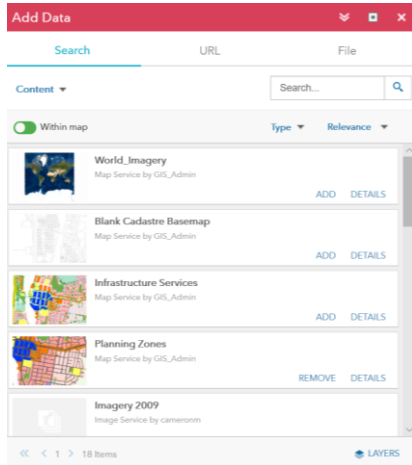 Add Data
Search URL File
Content Search...
Within map Type Relevance
World_Imagery
Map Service by GIS_Admin
ADD DETAILS
Blank Cadastre Basemap
Map Service by GIS_Admin
ADD DETAILS
Infrastructure Services
Map Service by GIS_Admin
ADD DETAILS
Planning Zones
Map Service by GIS_Admin
REMOVE DETAILS
Imagery 2009
Image Service by cameronm
1 18 Items LAYERS